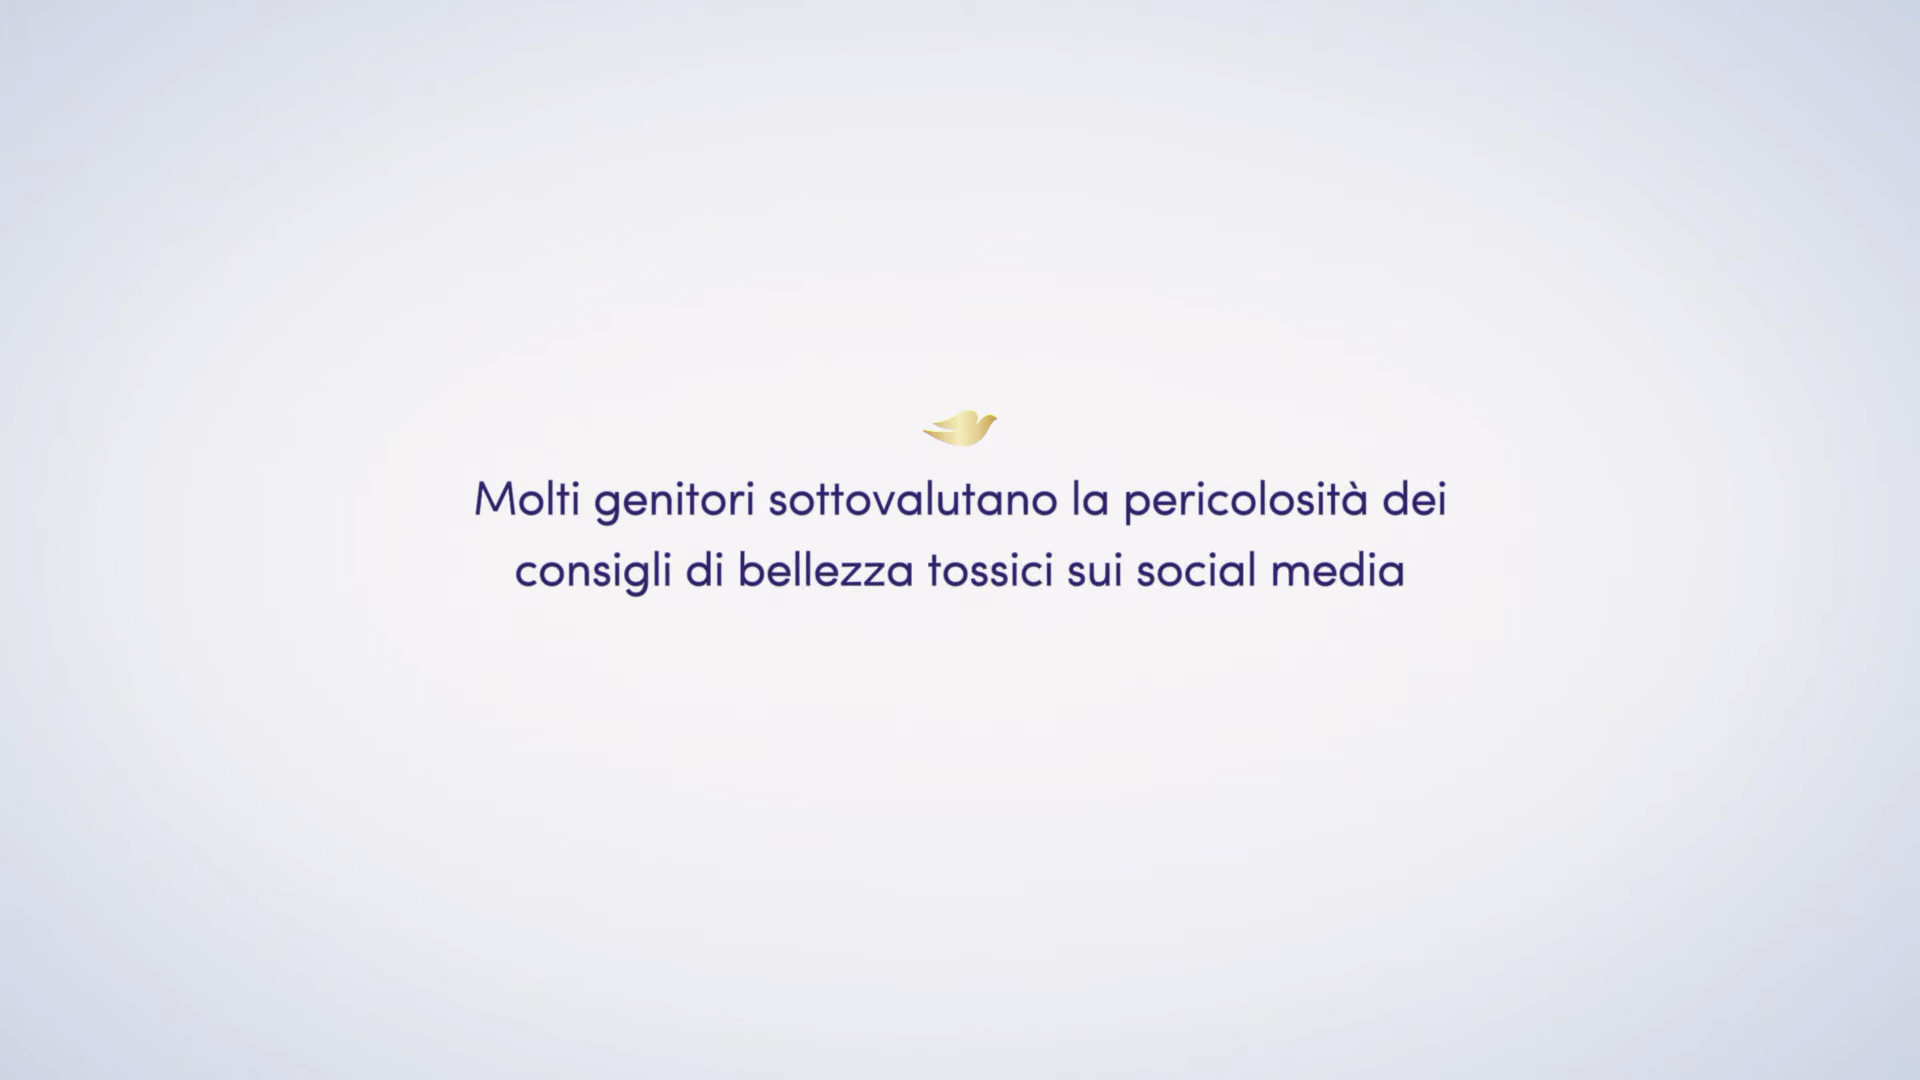 Molti genitori sottovalutano la pericolosità dei
consigli di bellezza tossici sui social media